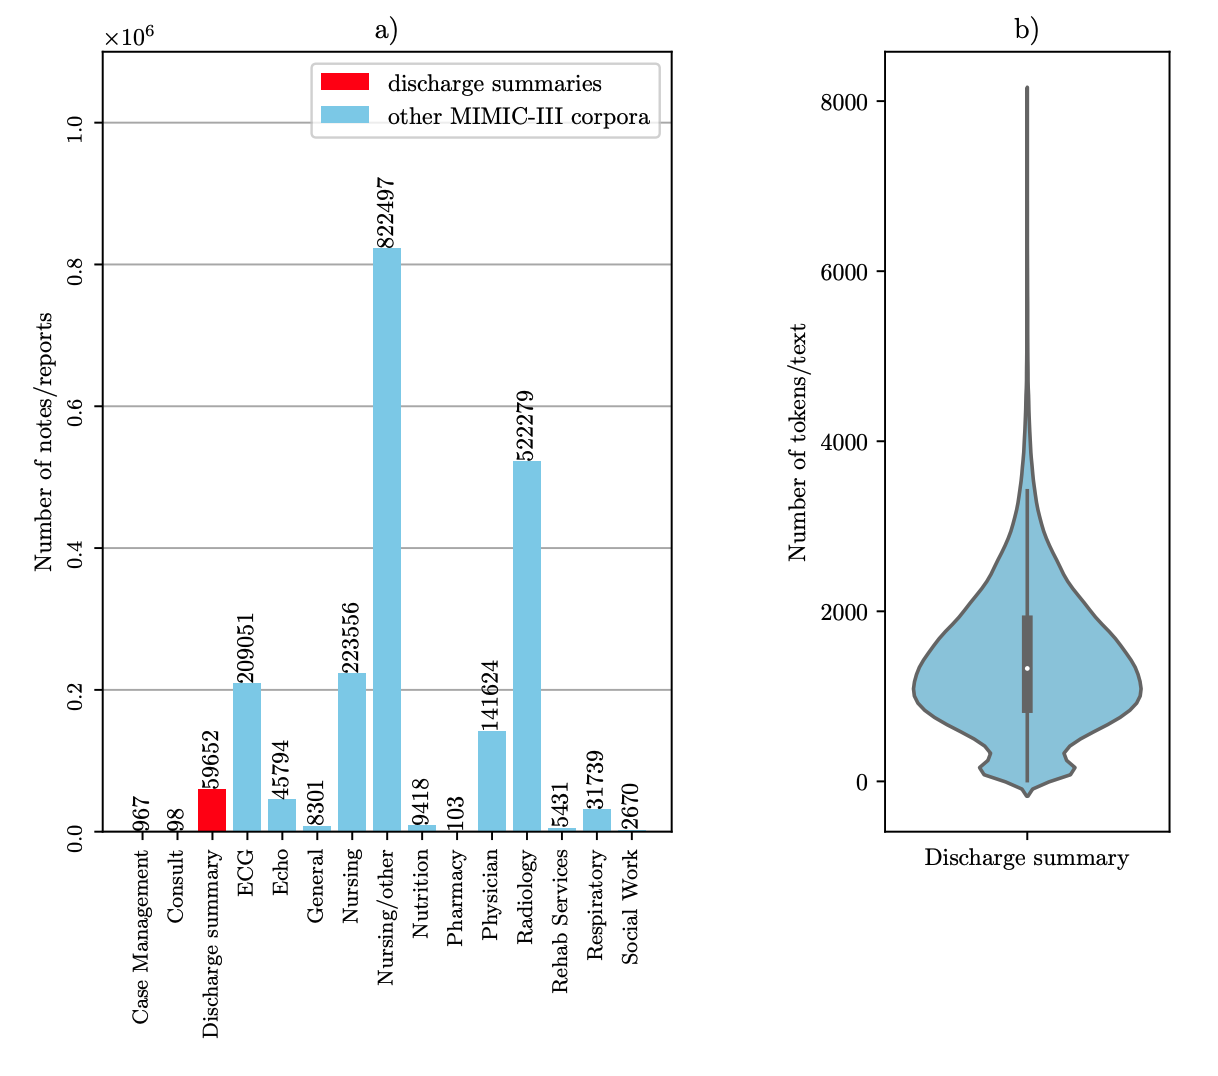 a)
×10⁶
discharge summaries
other MIMIC-III corpora
Number of notes/reports
1.0
0.8
0.6
0.4
0.2
0.0
967
98
59652
209051
45794
8301
223556
822497
9418
103
141624
522279
5431
31739
2670
Case Management
Consult
Discharge summary
ECG
Echo
General
Nursing
Nursing/other
Nutrition
Pharmacy
Physician
Radiology
Rehab Services
Respiratory
Social Work
b)
Number of tokens/text
8000
6000
4000
2000
0
Discharge summary